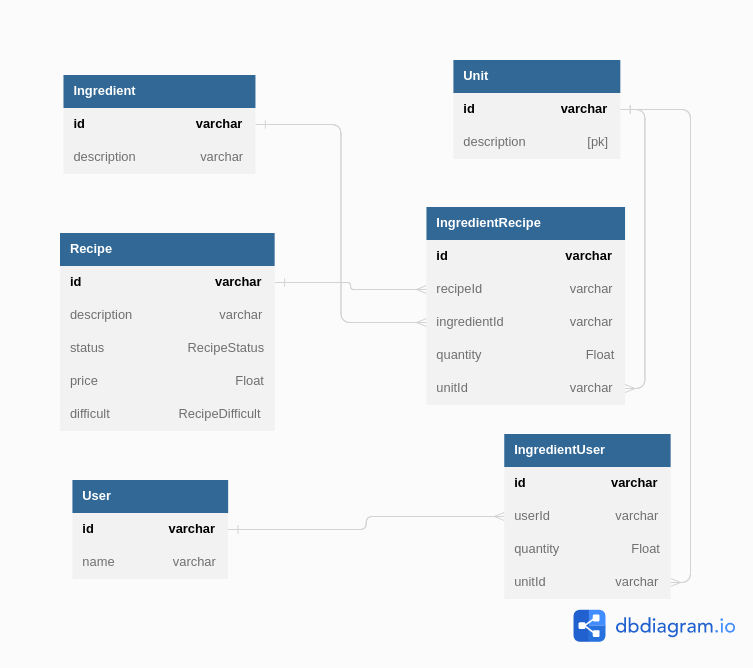 Ingredient
id varchar
description varchar
Unit
id varchar
description [pk]
Recipe
id varchar
description varchar
status RecipeStatus
price Float
difficult RecipeDifficult
IngredientRecipe
id varchar
recipeId varchar
ingredientId varchar
quantity Float
unitId varchar
User
id varchar
name varchar
IngredientUser
id varchar
userId varchar
quantity Float
unitId varchar
dbdiagram.io